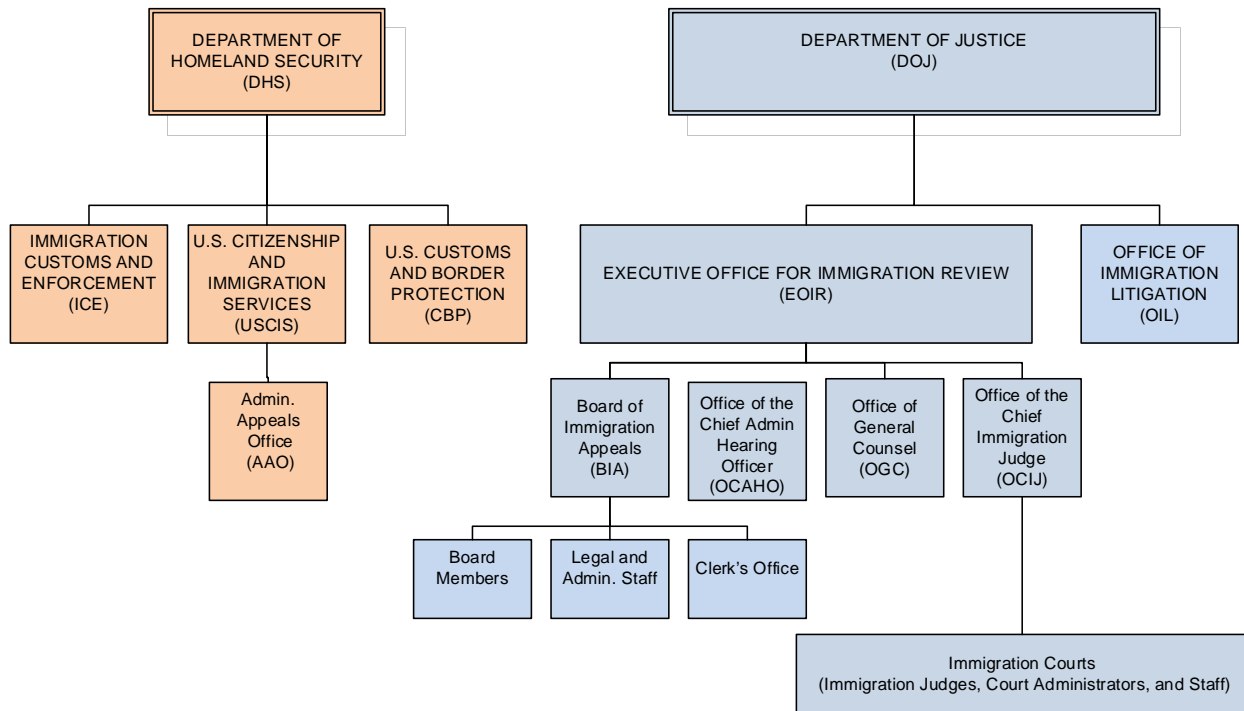 DEPARTMENT OF
HOMELAND SECURITY
(DHS)
DEPARTMENT OF JUSTICE
(DOJ)
IMMIGRATION
CUSTOMS AND
ENFORCEMENT
(ICE)
U.S. CITIZENSHIP
AND
IMMIGRATION
SERVICES
(USCIS)
U.S. CUSTOMS
AND BORDER
PROTECTION
(CBP)
EXECUTIVE OFFICE FOR IMMIGRATION REVIEW
(EOIR)
OFFICE OF
IMMIGRATION
LITIGATION
(OIL)
Admin.
Appeals
Office
(AAO)
Board of
Immigration
Appeals
(BIA)
Office of the
Chief Admin
Hearing
Officer
(OCAHO)
Office of
General
Counsel
(OGC)
Office of the
Chief
Immigration
Judge
(OCIJ)
Board
Members
Legal and
Admin. Staff
Clerk's Office
Immigration Courts
(Immigration Judges, Court Administrators, and Staff)